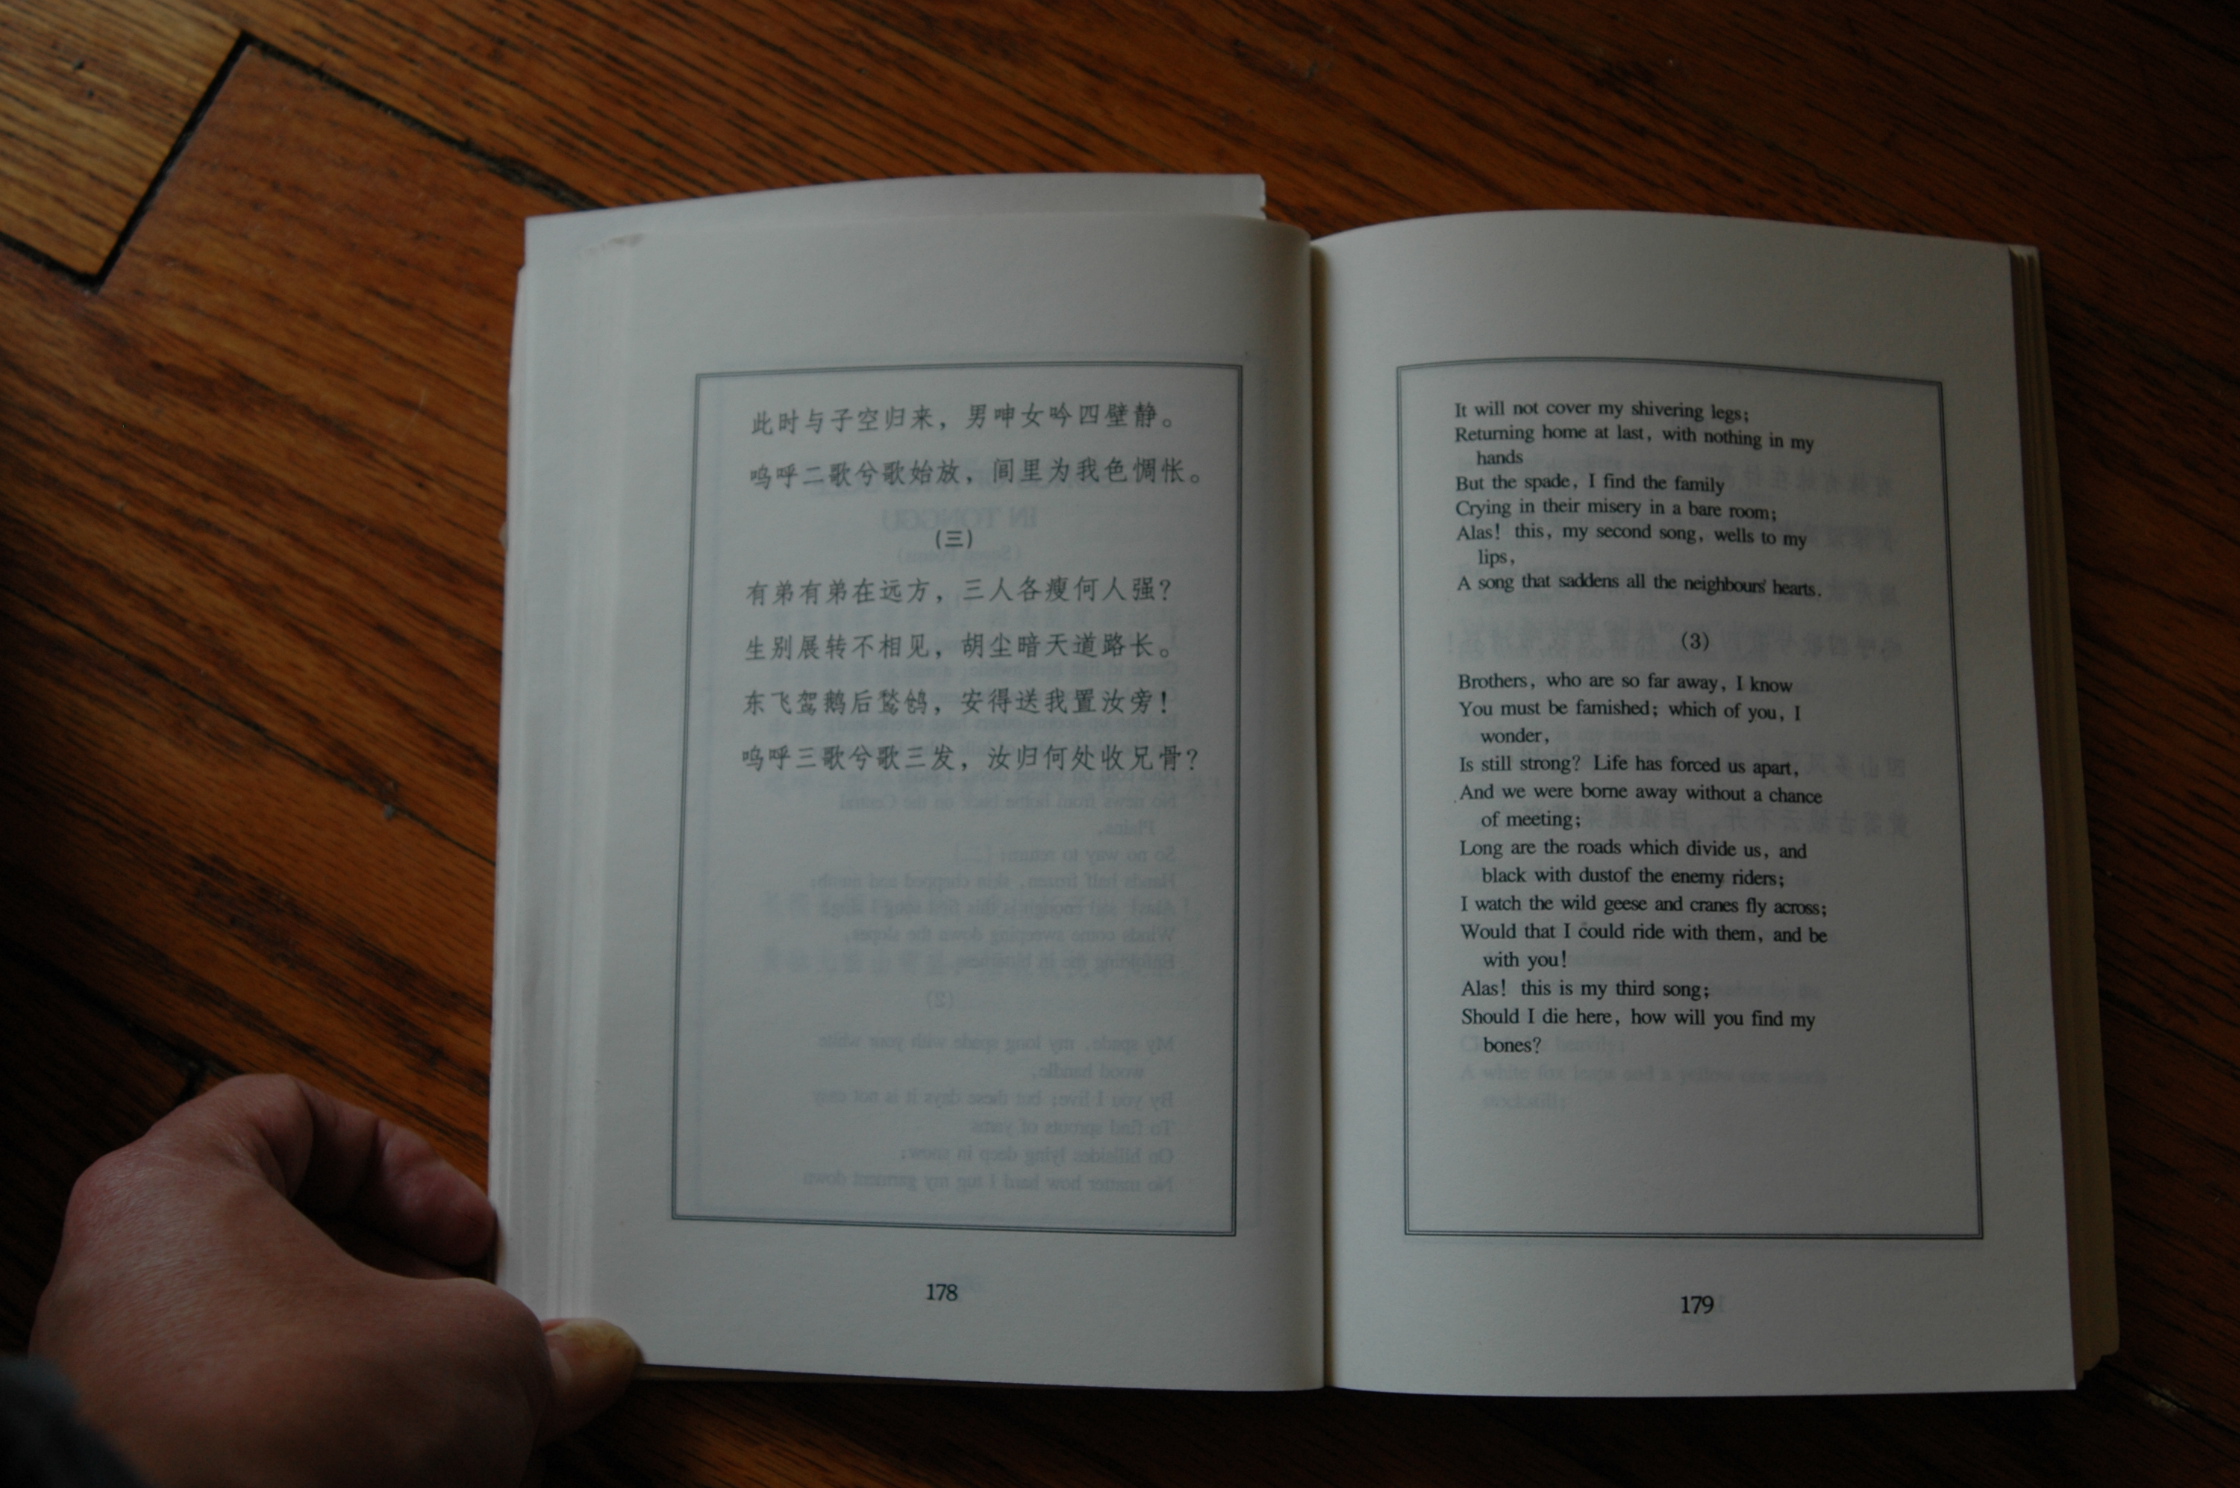 此时与子空归来，男呻女吟四壁静。
呜呼二歌兮歌始放，闾里为我色惆怅。
(三)
有弟有弟在远方，三人各瘦何人强？
生别展转不相见，胡尘暗天道路长。
东飞驾鹅后鹙鸧，安得送我置汝旁！
呜呼三歌兮歌三发，汝归何处收兄骨？
178
It will not cover my shivering legs;
Returning home at last, with nothing in my
hands
But the spade, I find the family
Crying in their misery in a bare room;
Alas! this, my second song, wells to my
lips,
A song that saddens all the neighbours' hearts.
(3)
Brothers, who are so far away, I know
You must be famished; which of you, I
wonder,
Is still strong? Life has forced us apart,
And we were borne away without a chance
of meeting;
Long are the roads which divide us, and
black with dustof the enemy riders;
I watch the wild geese and cranes fly across;
Would that I could ride with them, and be
with you!
Alas! this is my third song;
Should I die here, how will you find my
bones?
179